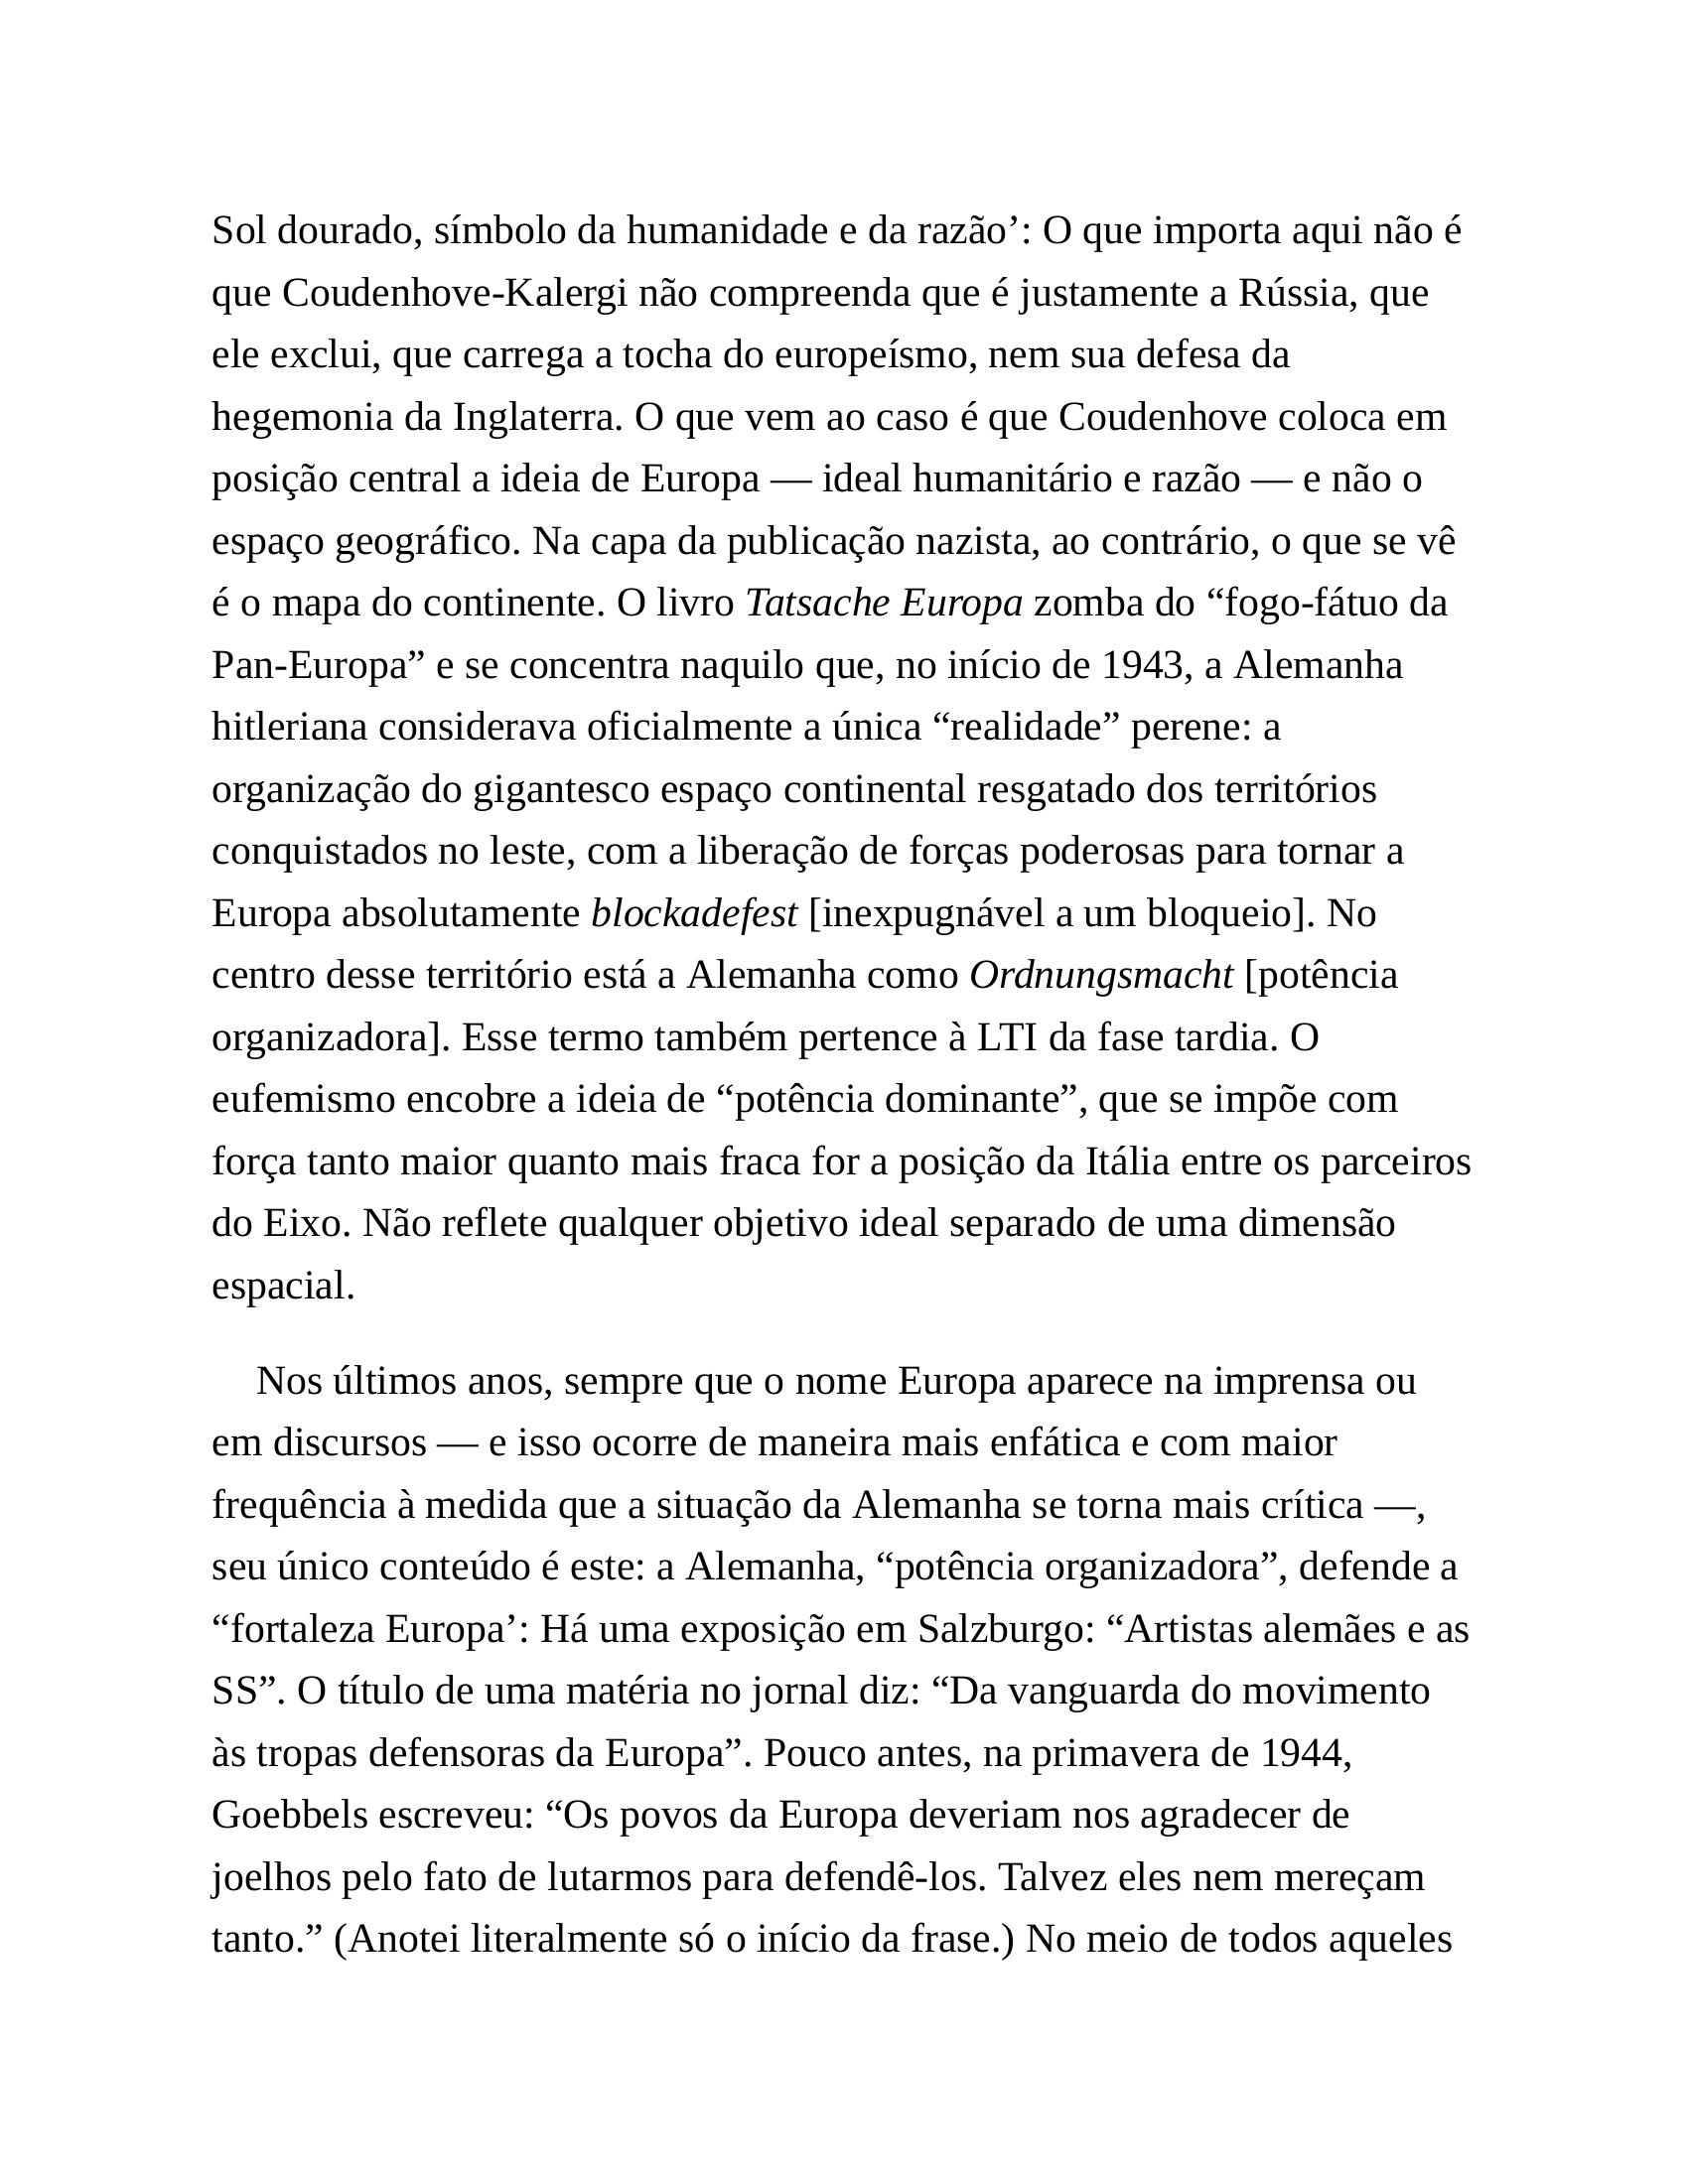 Sol dourado, símbolo da humanidade e da razão’: O que importa aqui não é
que Coudenhove-Kalergi não compreenda que é justamente a Rússia, que
ele exclui, que carrega a tocha do europeísmo, nem sua defesa da
hegemonia da Inglaterra. O que vem ao caso é que Coudenhove coloca em
posição central a ideia de Europa — ideal humanitário e razão — e não o
espaço geográfico. Na capa da publicação nazista, ao contrário, o que se vê
é o mapa do continente. O livro Tatsache Europa zomba do “fogo-fátuo da
Pan-Europa” e se concentra naquilo que, no início de 1943, a Alemanha
hitleriana considerava oficialmente a única “realidade” perene: a
organização do gigantesco espaço continental resgatado dos territórios
conquistados no leste, com a liberação de forças poderosas para tornar a
Europa absolutamente blockadefest [inexpugnável a um bloqueio]. No
centro desse território está a Alemanha como Ordnungsmacht [potência
organizadora]. Esse termo também pertence à LTI da fase tardia. O
eufemismo encobre a ideia de “potência dominante”, que se impõe com
força tanto maior quanto mais fraca for a posição da Itália entre os parceiros
do Eixo. Não reflete qualquer objetivo ideal separado de uma dimensão
espacial.
Nos últimos anos, sempre que o nome Europa aparece na imprensa ou
em discursos — e isso ocorre de maneira mais enfática e com maior
frequência à medida que a situação da Alemanha se torna mais crítica —,
seu único conteúdo é este: a Alemanha, “potência organizadora”, defende a
“fortaleza Europa’: Há uma exposição em Salzburgo: “Artistas alemães e as
SS”. O título de uma matéria no jornal diz: “Da vanguarda do movimento
às tropas defensoras da Europa”. Pouco antes, na primavera de 1944,
Goebbels escreveu: “Os povos da Europa deveriam nos agradecer de
joelhos pelo fato de lutarmos para defendê-los. Talvez eles nem mereçam
tanto.” (Anotei literalmente só o início da frase.) No meio de todos aqueles